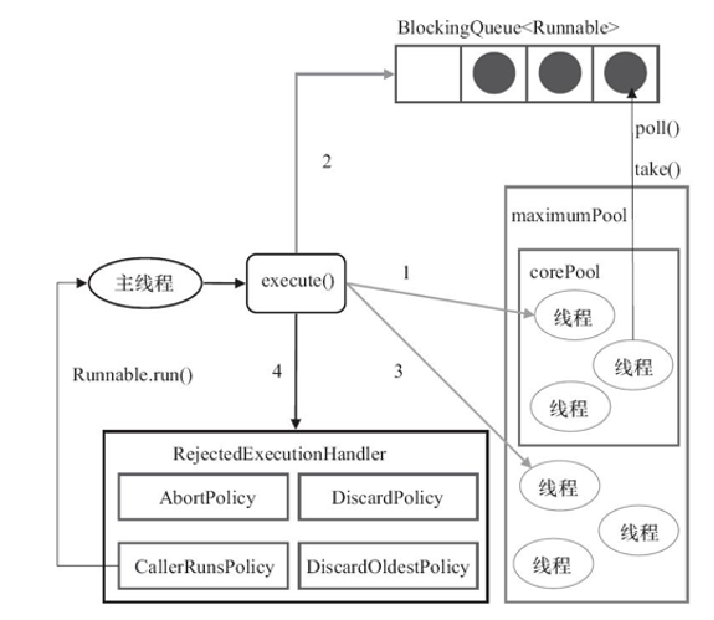 BlockingQueue<Runnable>
poll()
2
take()
maximumPool
corePool
主线程
execute()
1
线程
Runnable.run()
4
3
线程
线程
RejectedExecutionHandler
线程
AbortPolicy
DiscardPolicy
线程
CallerRunsPolicy
DiscardOldestPolicy
线程